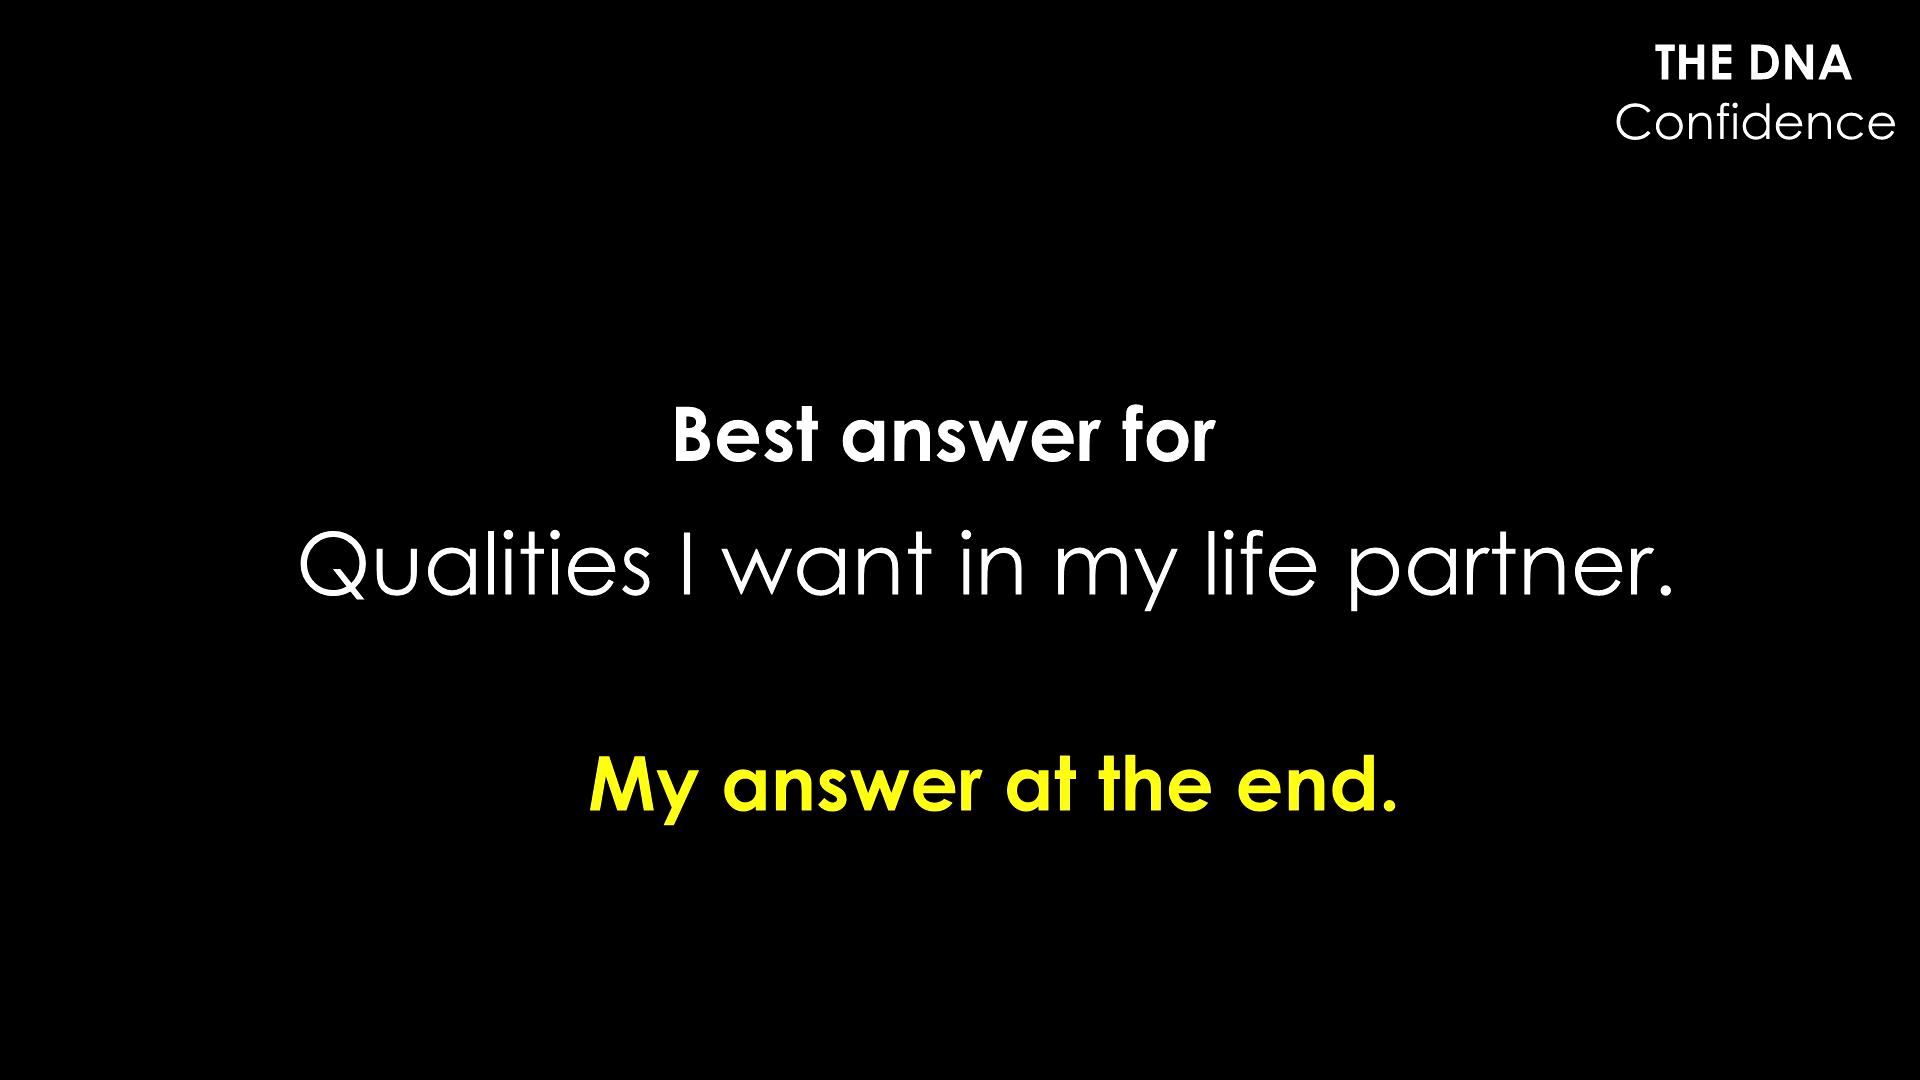 THE DNA
Confidence
Best answer for
Qualities I want in my life partner.
My answer at the end.